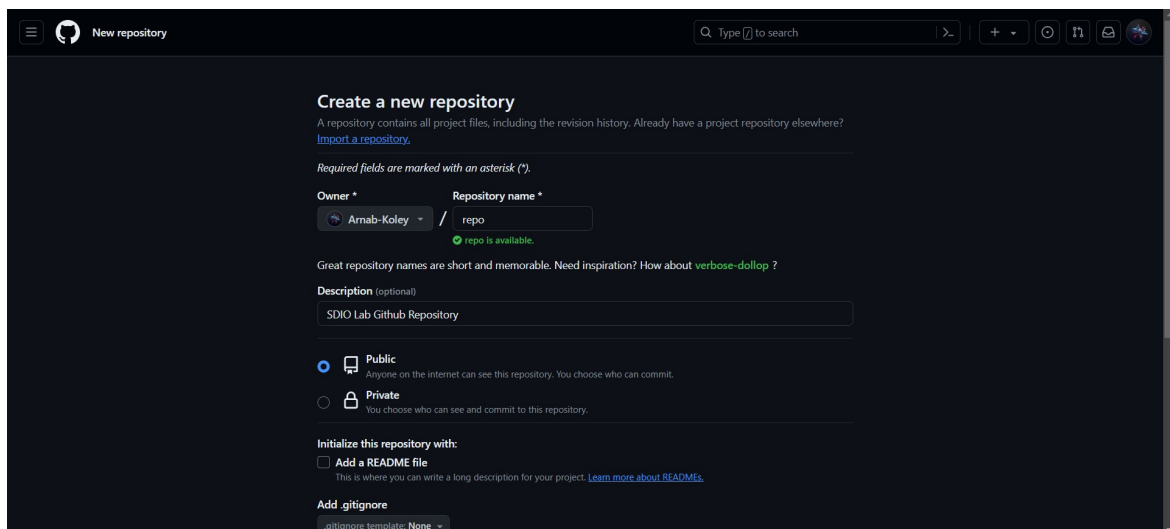 New repository
Type / to search
Create a new repository
A repository contains all project files, including the revision history. Already have a project repository elsewhere?
Import a repository.
Required fields are marked with an asterisk (*).
Owner * Repository name *
Arnab-Koley / repo
repo is available.
Great repository names are short and memorable. Need inspiration? How about verbose-dollop ?
Description (optional)
SDIO Lab Github Repository
Public
Anyone on the internet can see this repository. You choose who can commit.
Private
You choose who can see and commit to this repository.
Initialize this repository with:
Add a README file
This is where you can write a long description for your project. Learn more about READMEs.
Add .gitignore
.gitignore template: None